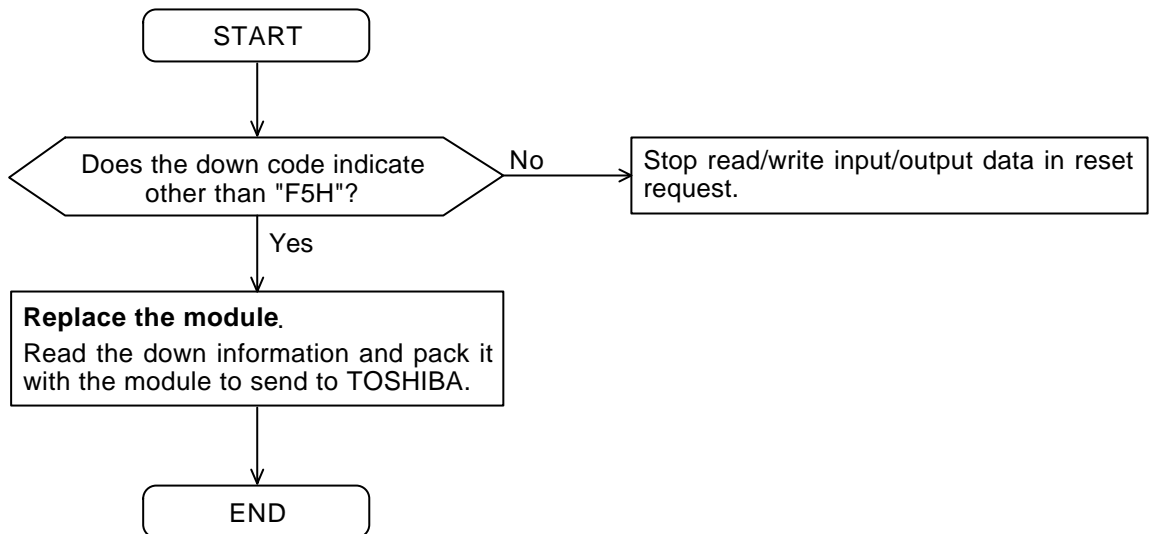 START
Does the down code indicate
other than "F5H"?
No
Stop read/write input/output data in reset
request.
Yes
Replace the module.
Read the down information and pack it
with the module to send to TOSHIBA.
END